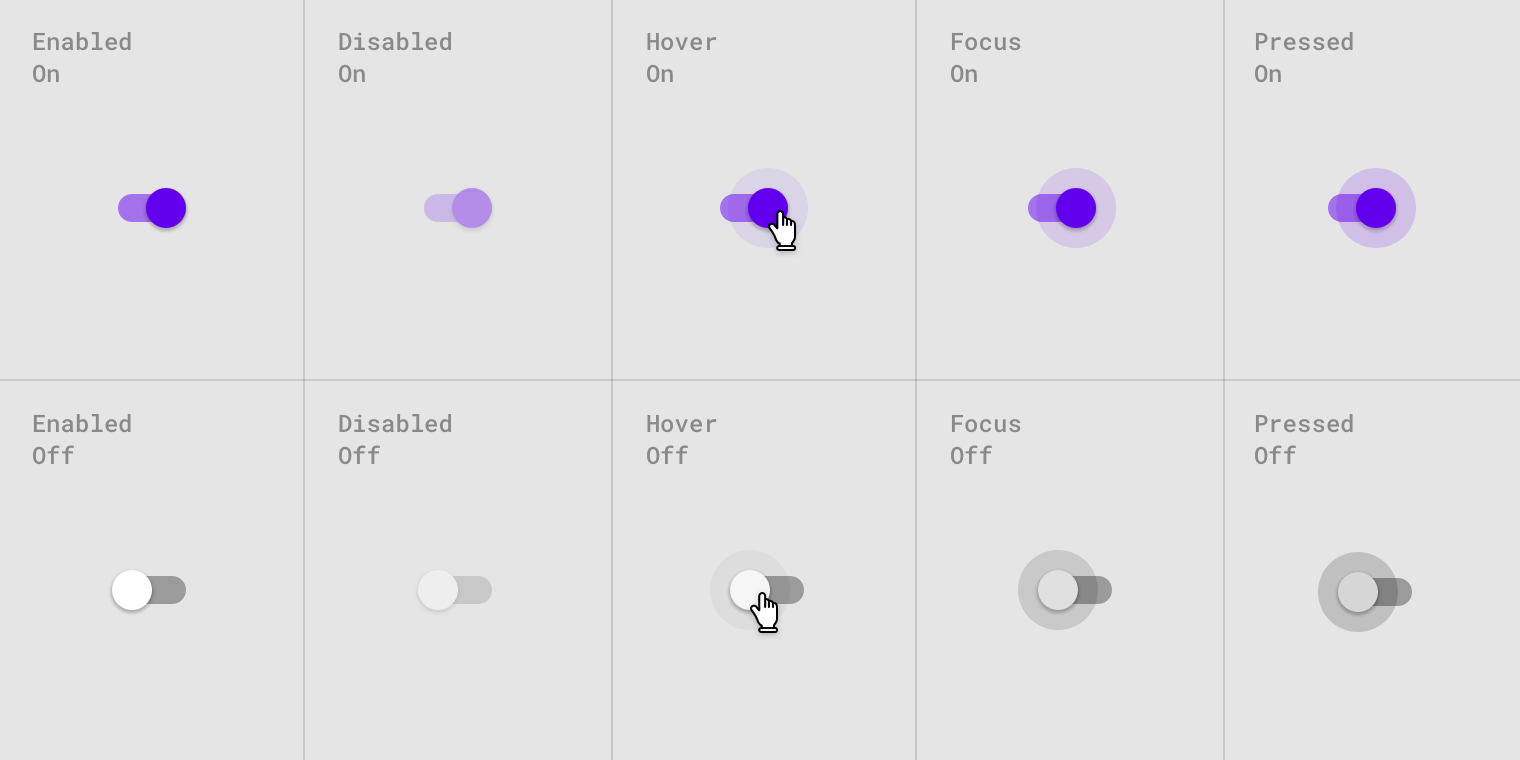 Enabled
On
Disabled
On
Hover
On
Focus
On
Pressed
On
Enabled
Off
Disabled
Off
Hover
Off
Focus
Off
Pressed
Off